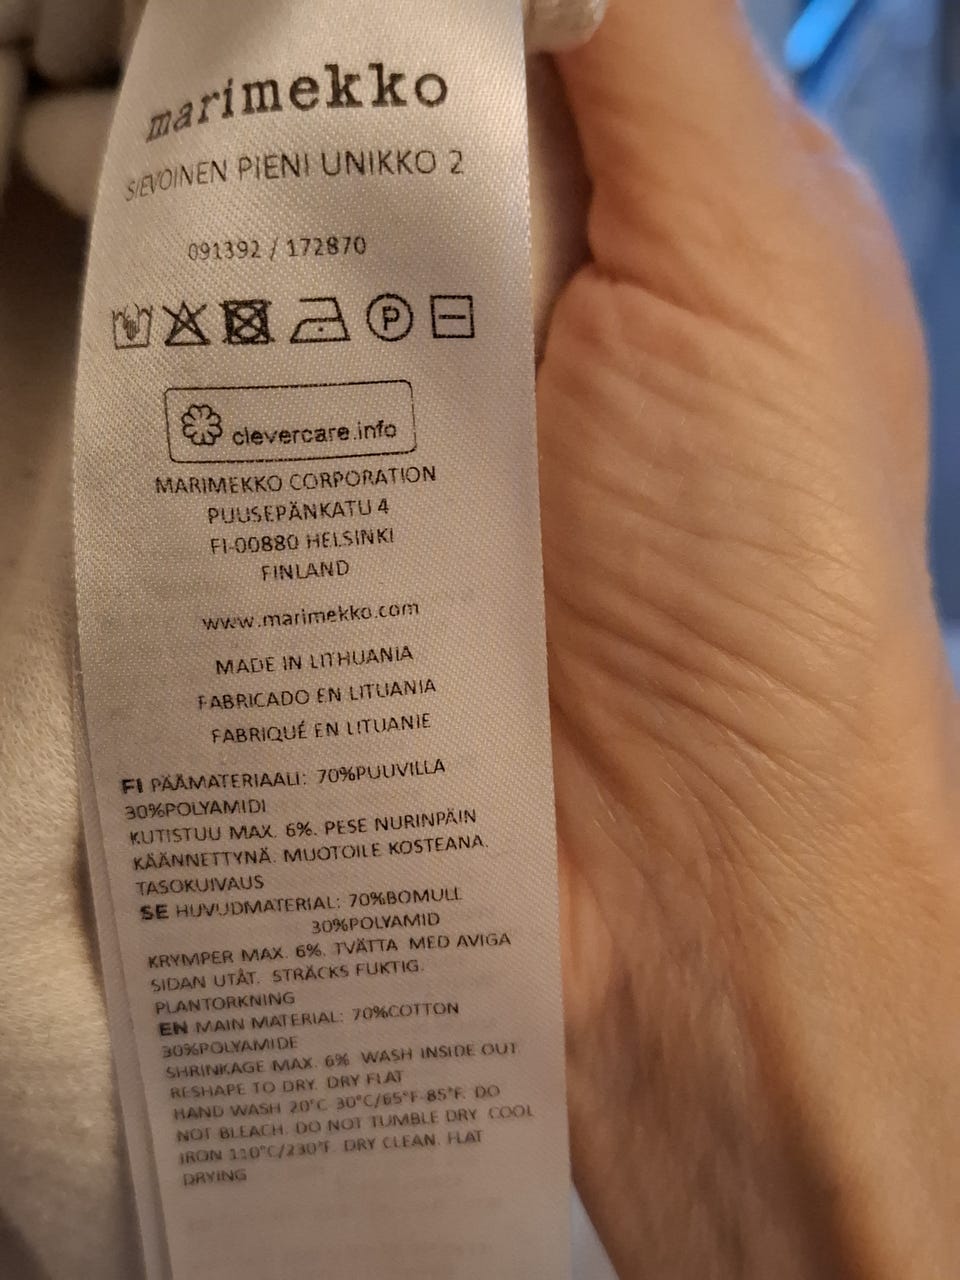 marimekko
SIEVOINEN PIENI UNIKKO 2
091392 / 172870
P
clevercare.info
MARIMEKKO CORPORATION
PUUSEPÄNKATU 4
FI-00880 HELSINKI
FINLAND
www.marimekko.com
MADE IN LITHUANIA
FABRICADO EN LITUANIA
FABRIQUÉ EN LITUANIE
FI PÄÄMATERIAALI: 70%PUUVILLA
30%POLYAMIDI
KUTISTUU MAX. 6%. PESE NURINPÄIN
KÄÄNNETTYNÄ. MUOTOILE KOSTEANA.
TASOKUIVAUS
SE HUVUDMATERIAL: 70%BOMULL
30%POLYAMID
KRYMPER MAX. 6%. TVÄTTA MED AVIGA
SIDAN UTÅT. STRÄCKS FUKTIG.
PLANTORKNING
EN MAIN MATERIAL: 70%COTTON
30%POLYAMIDE
SHRINKAGE MAX. 6% WASH INSIDE OUT
RESHAPE TO DRY. DRY FLAT
HAND WASH 20°C 30°C/65°F-85°F. DO
NOT BLEACH. DO NOT TUMBLE DRY. COOL
IRON 110°C/230°F. DRY CLEAN. FLAT
DRYING